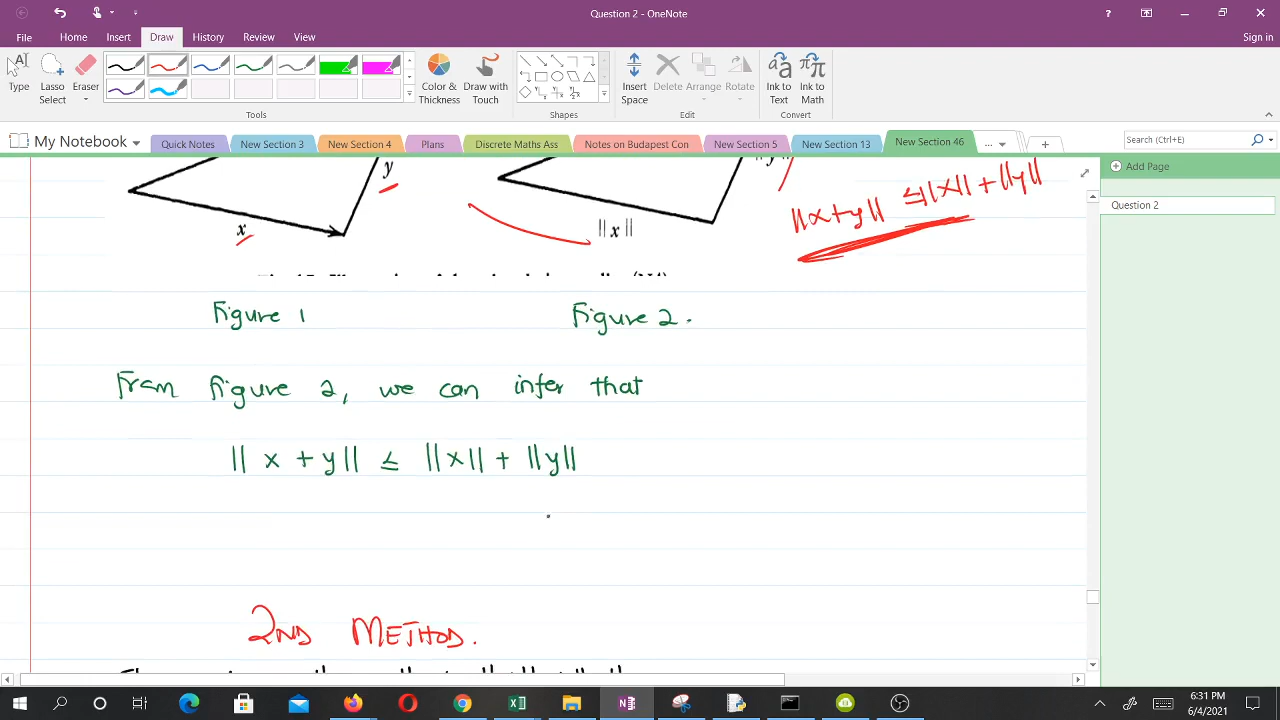 Question 2 - OneNote
File Home Insert Draw History Review View
Sign in
Type Lasso Select Eraser
Color & Thickness Draw with Touch
Insert Space Delete Arrange Rotate
Ink to Text Ink to Math
Tools Shapes Edit Convert
My Notebook Quick Notes New Section 3 New Section 4 Plans Discrete Maths Ass Notes on Budapest Con New Section 5 New Section 13 New Section 46 ... Search (Ctrl+E)
Add Page
Question 2
y
||x+y|| ≤ ||x|| + ||y||
x
|| x ||
Figure 1 Figure 2.
From Figure 2, we can infer that
|| x + y || ≤ ||x|| + ||y||
2ND METHOD.
6:31 PM
6/4/2021